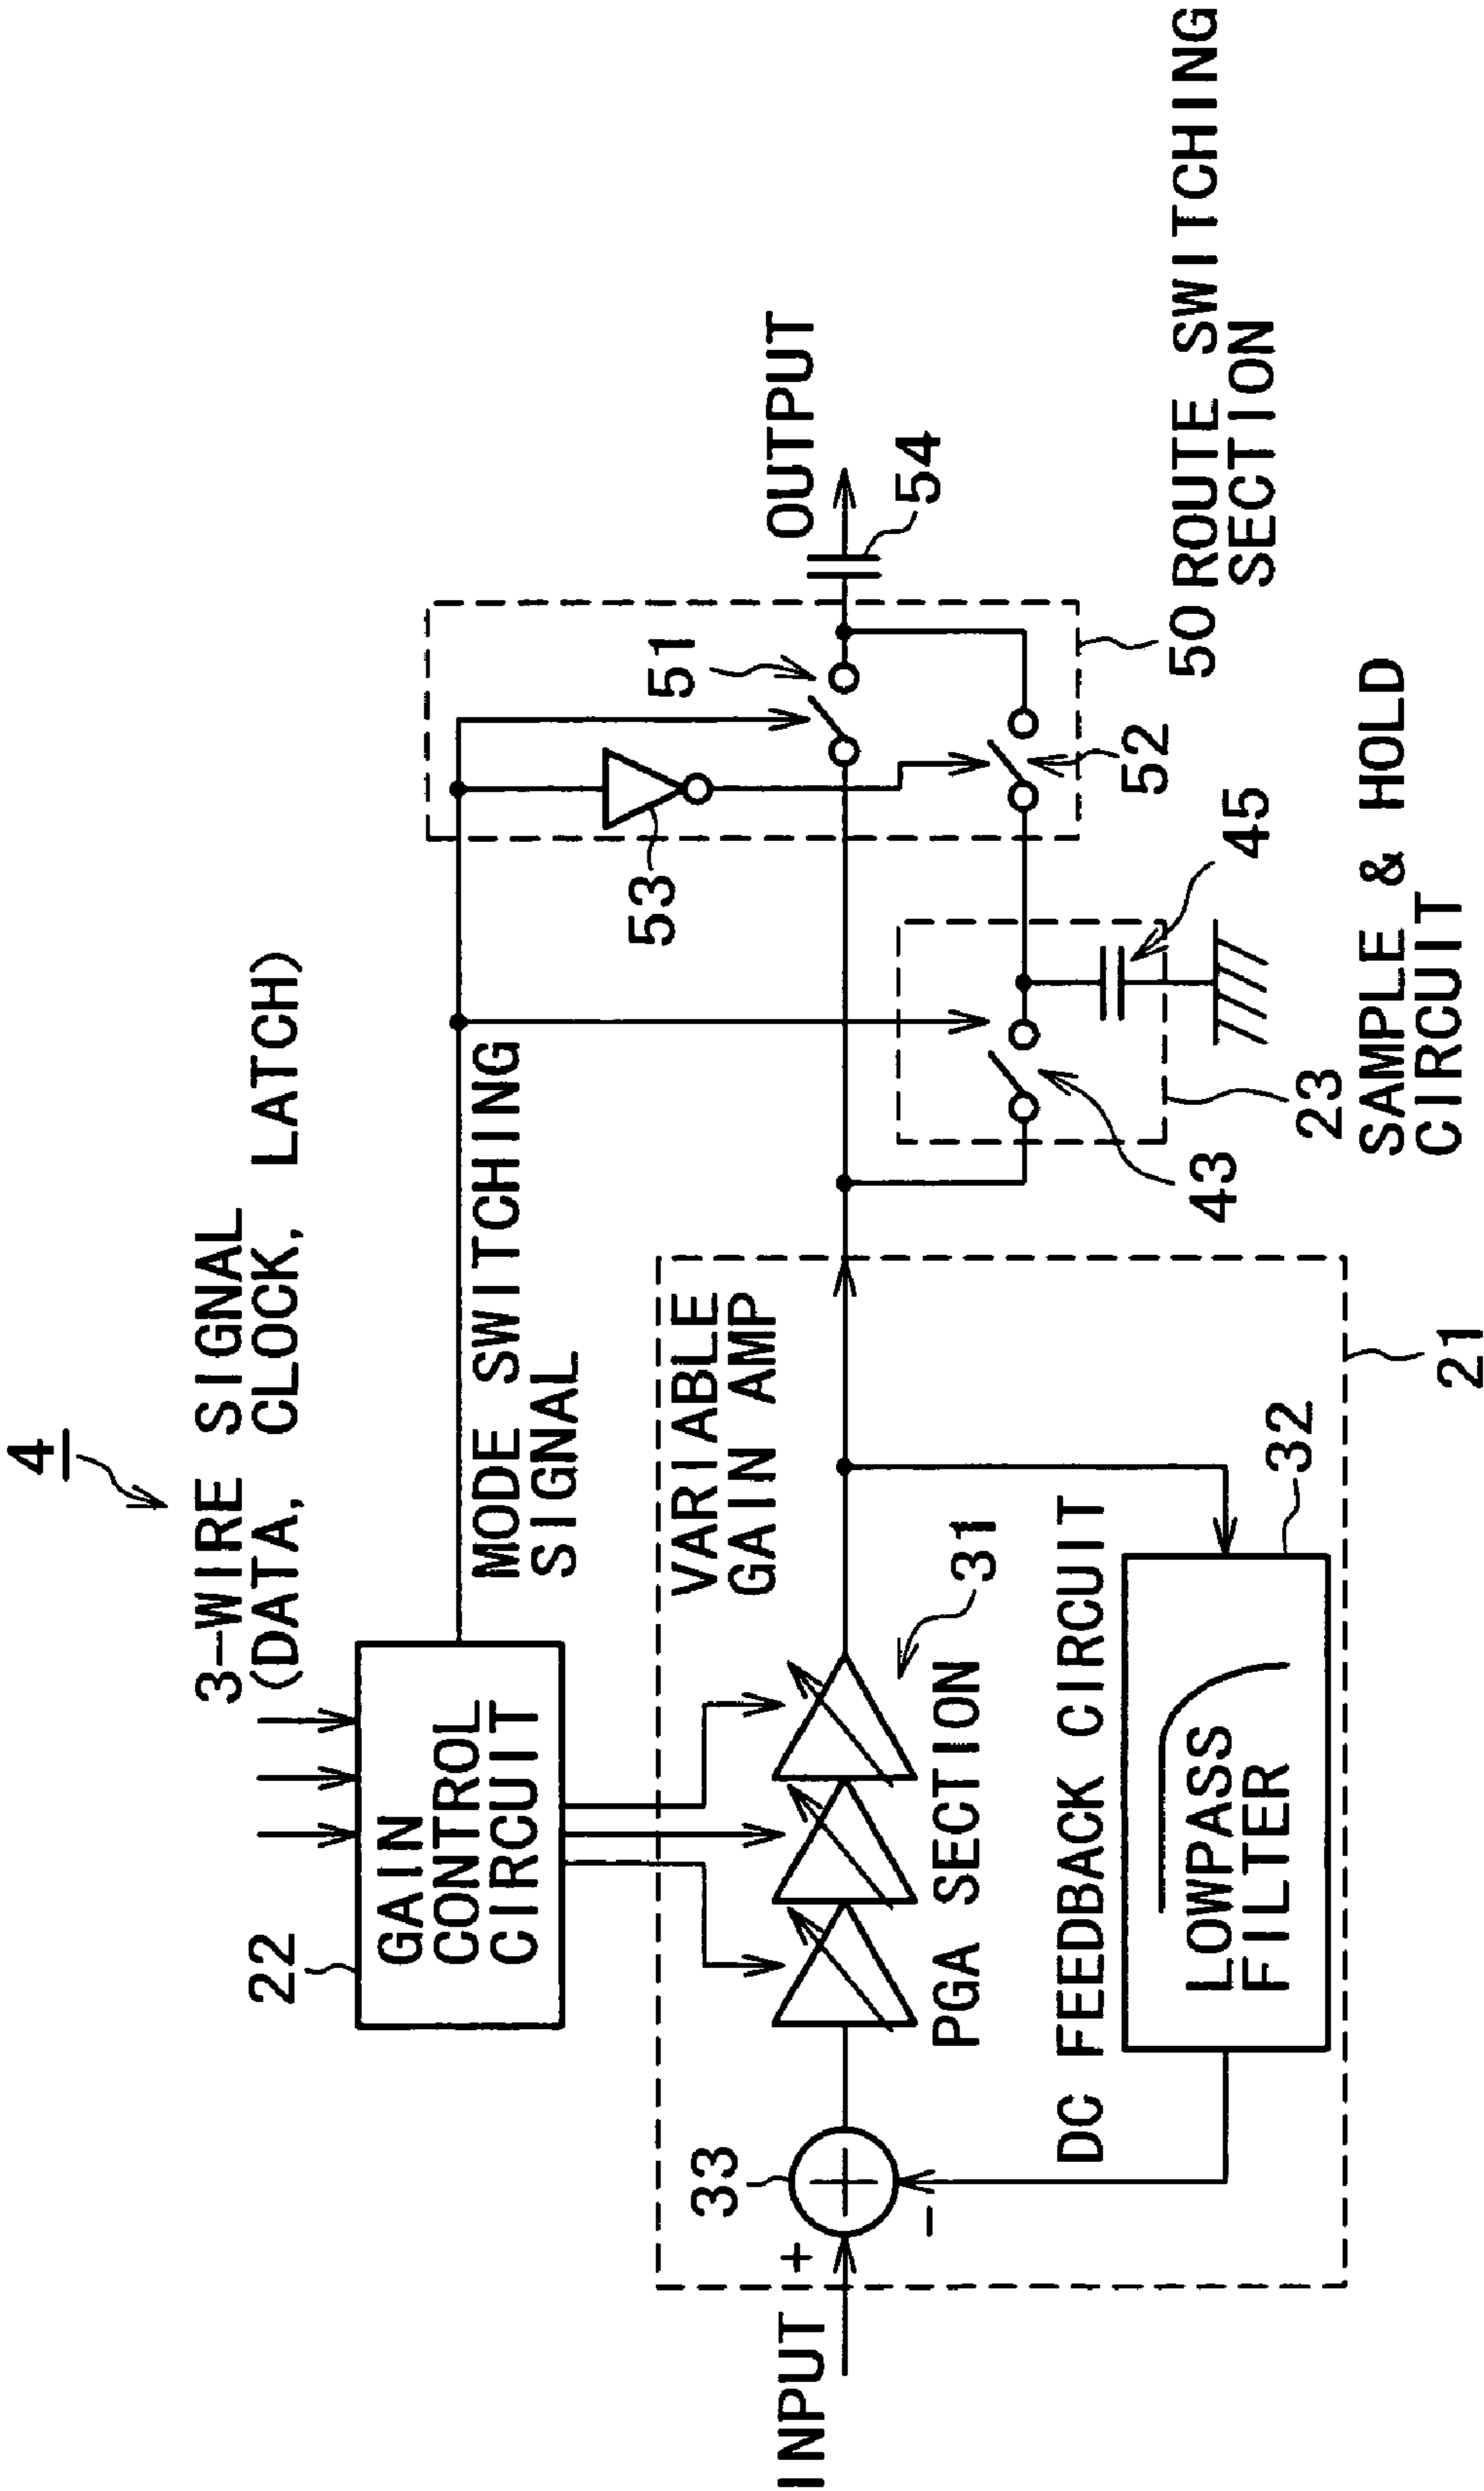 4
3-WIRE SIGNAL
(DATA, CLOCK, LATCH)
22
GAIN
CONTROL
CIRCUIT
MODE SWITCHING
SIGNAL
53
51
OUTPUT
54
VARIABLE
GAIN AMP
INPUT
+
33
-
31
PGA SECTION
DC FEEDBACK CIRCUIT
LOWPASS
FILTER
32
21
43
45
52
50 ROUTE SWITCHING
SECTION
23
SAMPLE & HOLD
CIRCUIT